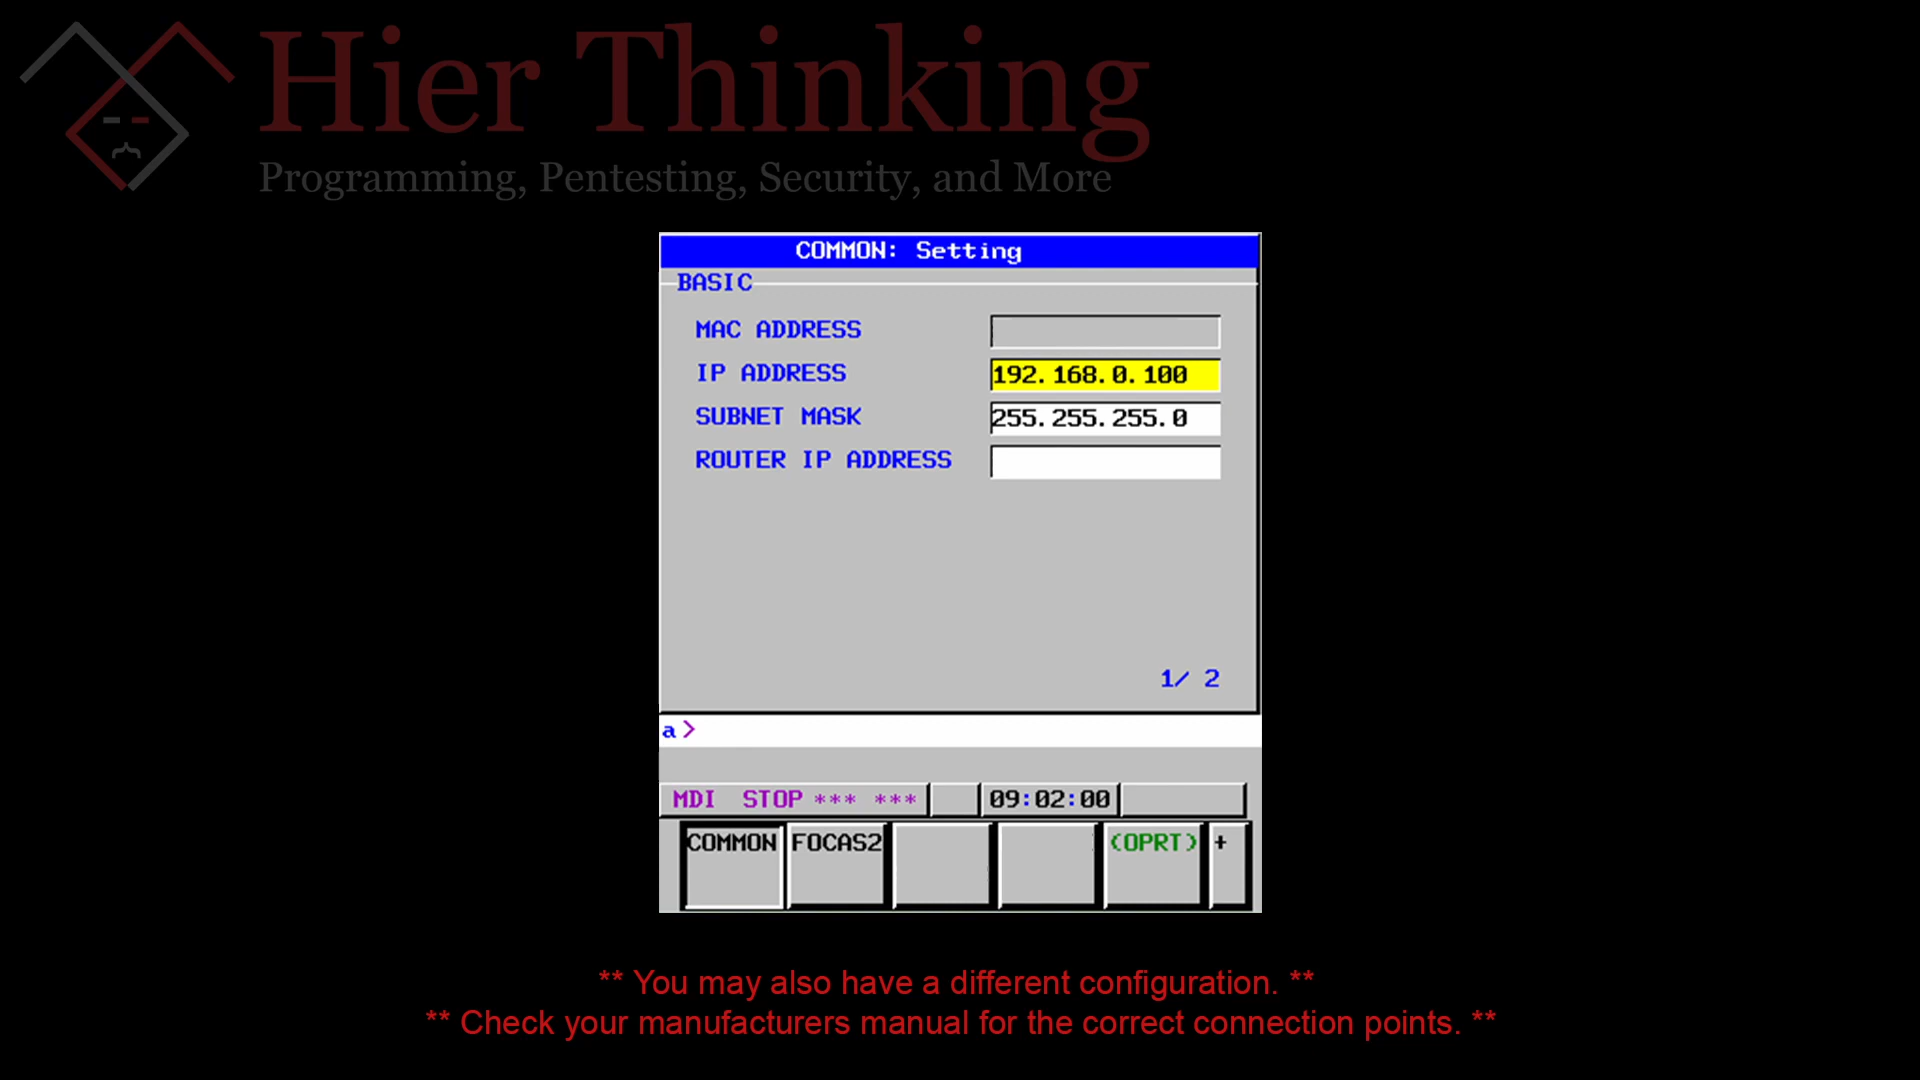 Hier Thinking
Programming, Pentesting, Security, and More
COMMON: Setting
BASIC
MAC ADDRESS
IP ADDRESS 192.168.0.100
SUBNET MASK 255.255.255.0
ROUTER IP ADDRESS
1/ 2
a>
MDI STOP *** *** 09:02:00
COMMON FOCAS2 (OPRT) +
** You may also have a different configuration. **
** Check your manufacturers manual for the correct connection points. **